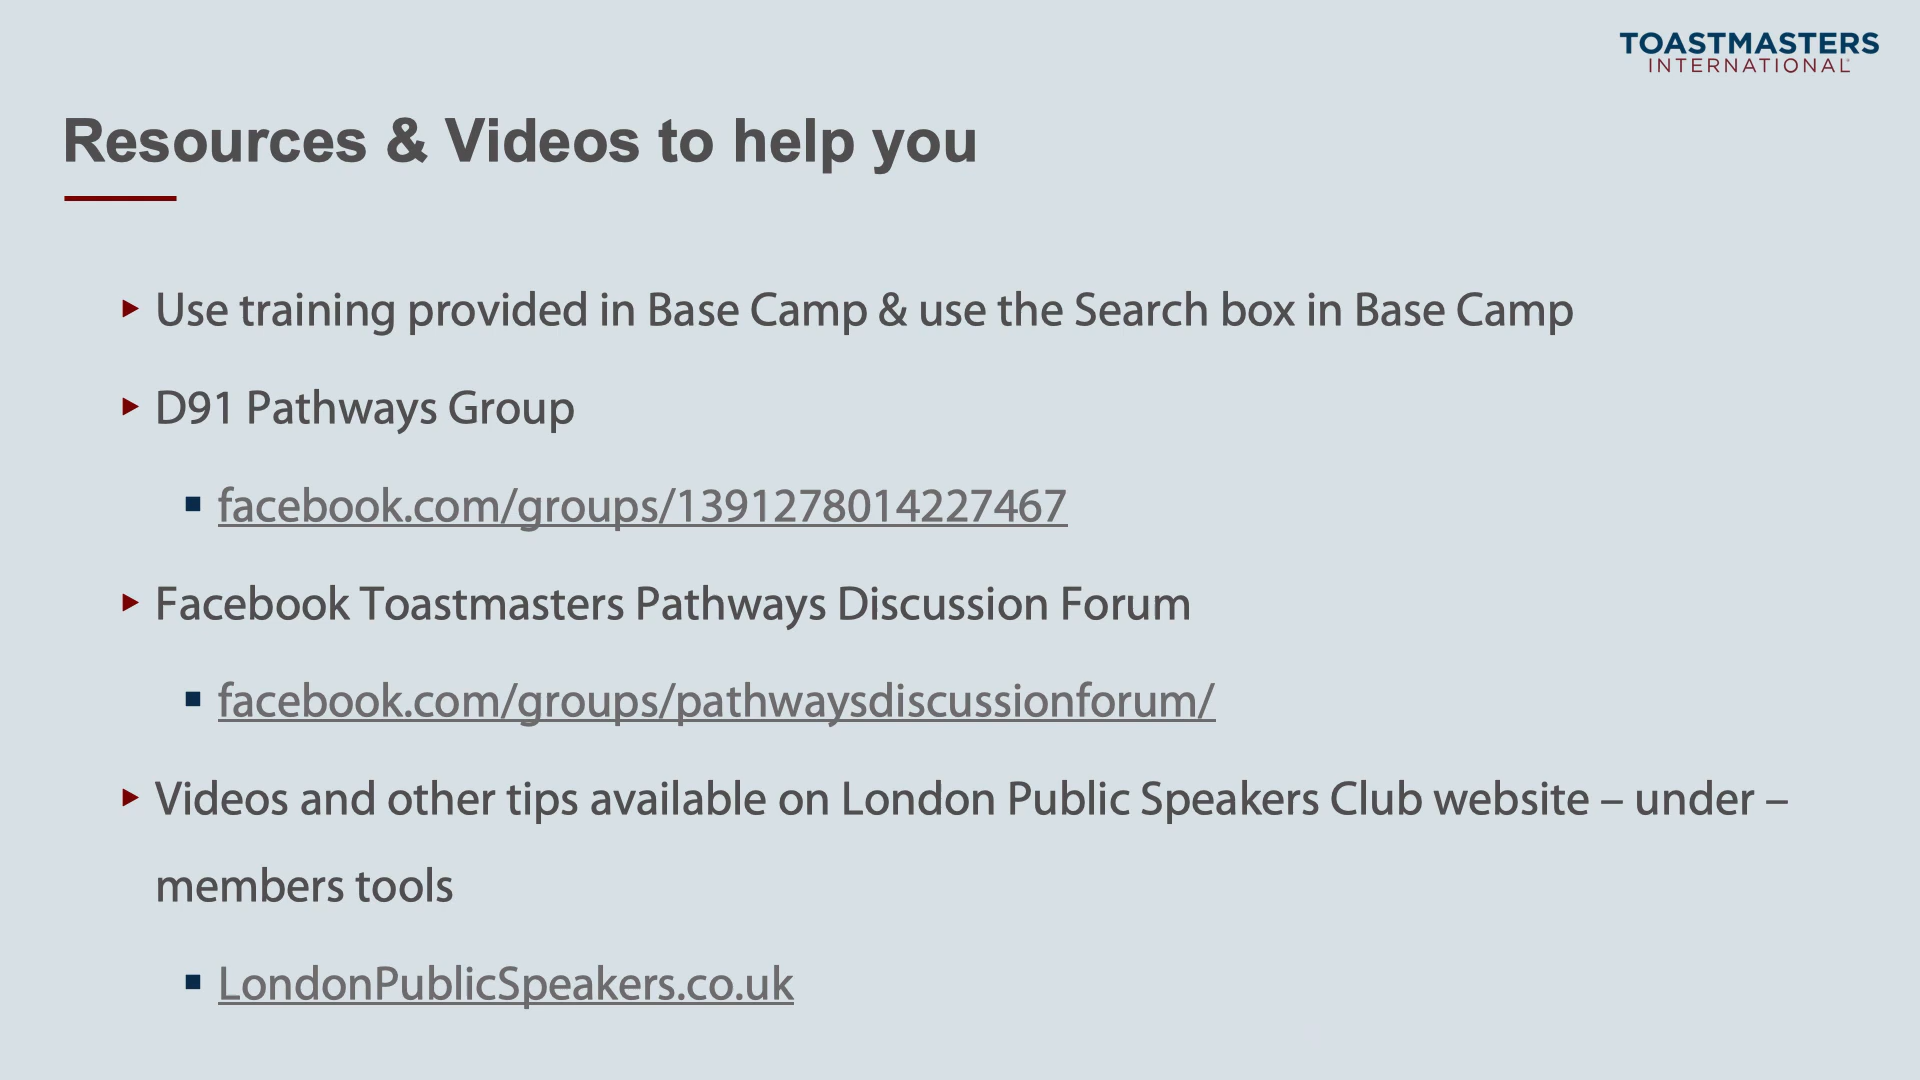 TOASTMASTERS
INTERNATIONAL
Resources & Videos to help you
Use training provided in Base Camp & use the Search box in Base Camp
D91 Pathways Group
facebook.com/groups/1391278014227467
Facebook Toastmasters Pathways Discussion Forum
facebook.com/groups/pathwaysdiscussionforum/
Videos and other tips available on London Public Speakers Club website – under –
members tools
LondonPublicSpeakers.co.uk